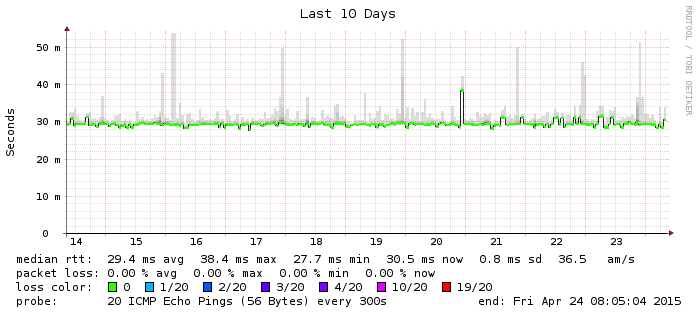 Last 10 Days
RRDTOOL / TOBI OETIKER
Seconds
50 m
40 m
30 m
20 m
10 m
0
14 15 16 17 18 19 20 21 22 23
median rtt: 29.4 ms avg 38.4 ms max 27.7 ms min 30.5 ms now 0.8 ms sd 36.5 am/s
packet loss: 0.00 % avg 0.00 % max 0.00 % min 0.00 % now
loss color: 0 1/20 2/20 3/20 4/20 10/20 19/20
probe: 20 ICMP Echo Pings (56 Bytes) every 300s end: Fri Apr 24 08:05:04 2015